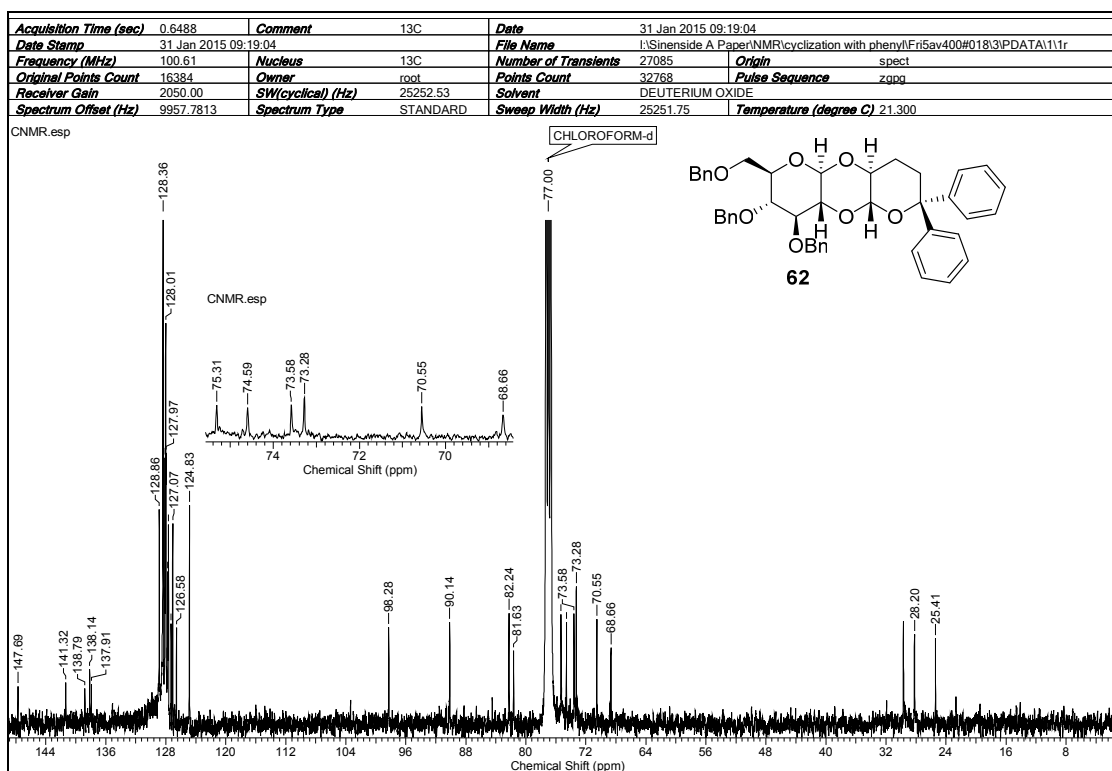 Acquisition Time (sec) 0.6488 Comment 13C Date 31 Jan 2015 09:19:04
Date Stamp 31 Jan 2015 09:19:04 File Name I:\Sinenside A Paper\NMR\cyclization with phenyl\Fri5av400#018\3\PDATA\1\1r
Frequency (MHz) 100.61 Nucleus 13C Number of Transients 27085 Origin spect
Original Points Count 16384 Owner root Points Count 32768 Pulse Sequence zgpg
Receiver Gain 2050.00 SW(cyclical) (Hz) 25252.53 Solvent DEUTERIUM OXIDE
Spectrum Offset (Hz) 9957.7813 Spectrum Type STANDARD Sweep Width (Hz) 25251.75 Temperature (degree C) 21.300
CNMR.esp
CHLOROFORM-d
128.36
77.00
128.01
127.97
128.86
127.07
124.83
126.58
147.69
141.32
138.79
138.14
137.91
98.28
90.14
82.24
81.63
73.58
73.28
70.55
68.66
28.20
25.41
CNMR.esp
75.31
74.59
73.58
73.28
70.55
68.66
74 72 70
Chemical Shift (ppm)
O H O H
BnO O O
BnO H O H
OBn
62
144 136 128 120 112 104 96 88 80 72 64 56 48 40 32 24 16 8
Chemical Shift (ppm)